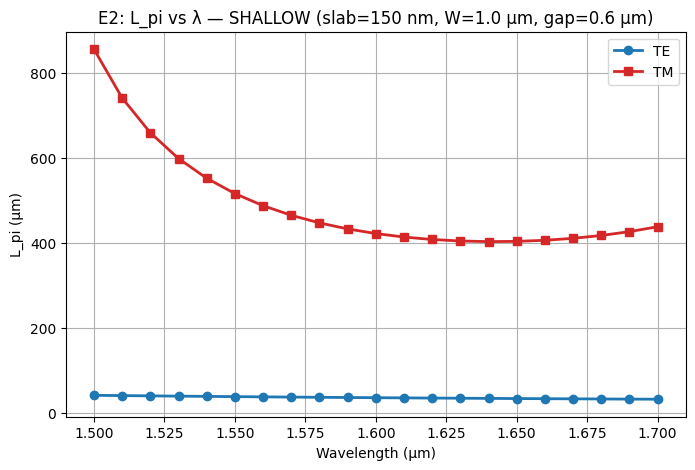 E2: L_pi vs λ — SHALLOW (slab=150 nm, W=1.0 μm, gap=0.6 μm)
TE
TM
L_pi (μm)
800
600
400
200
0
1.500 1.525 1.550 1.575 1.600 1.625 1.650 1.675 1.700
Wavelength (μm)